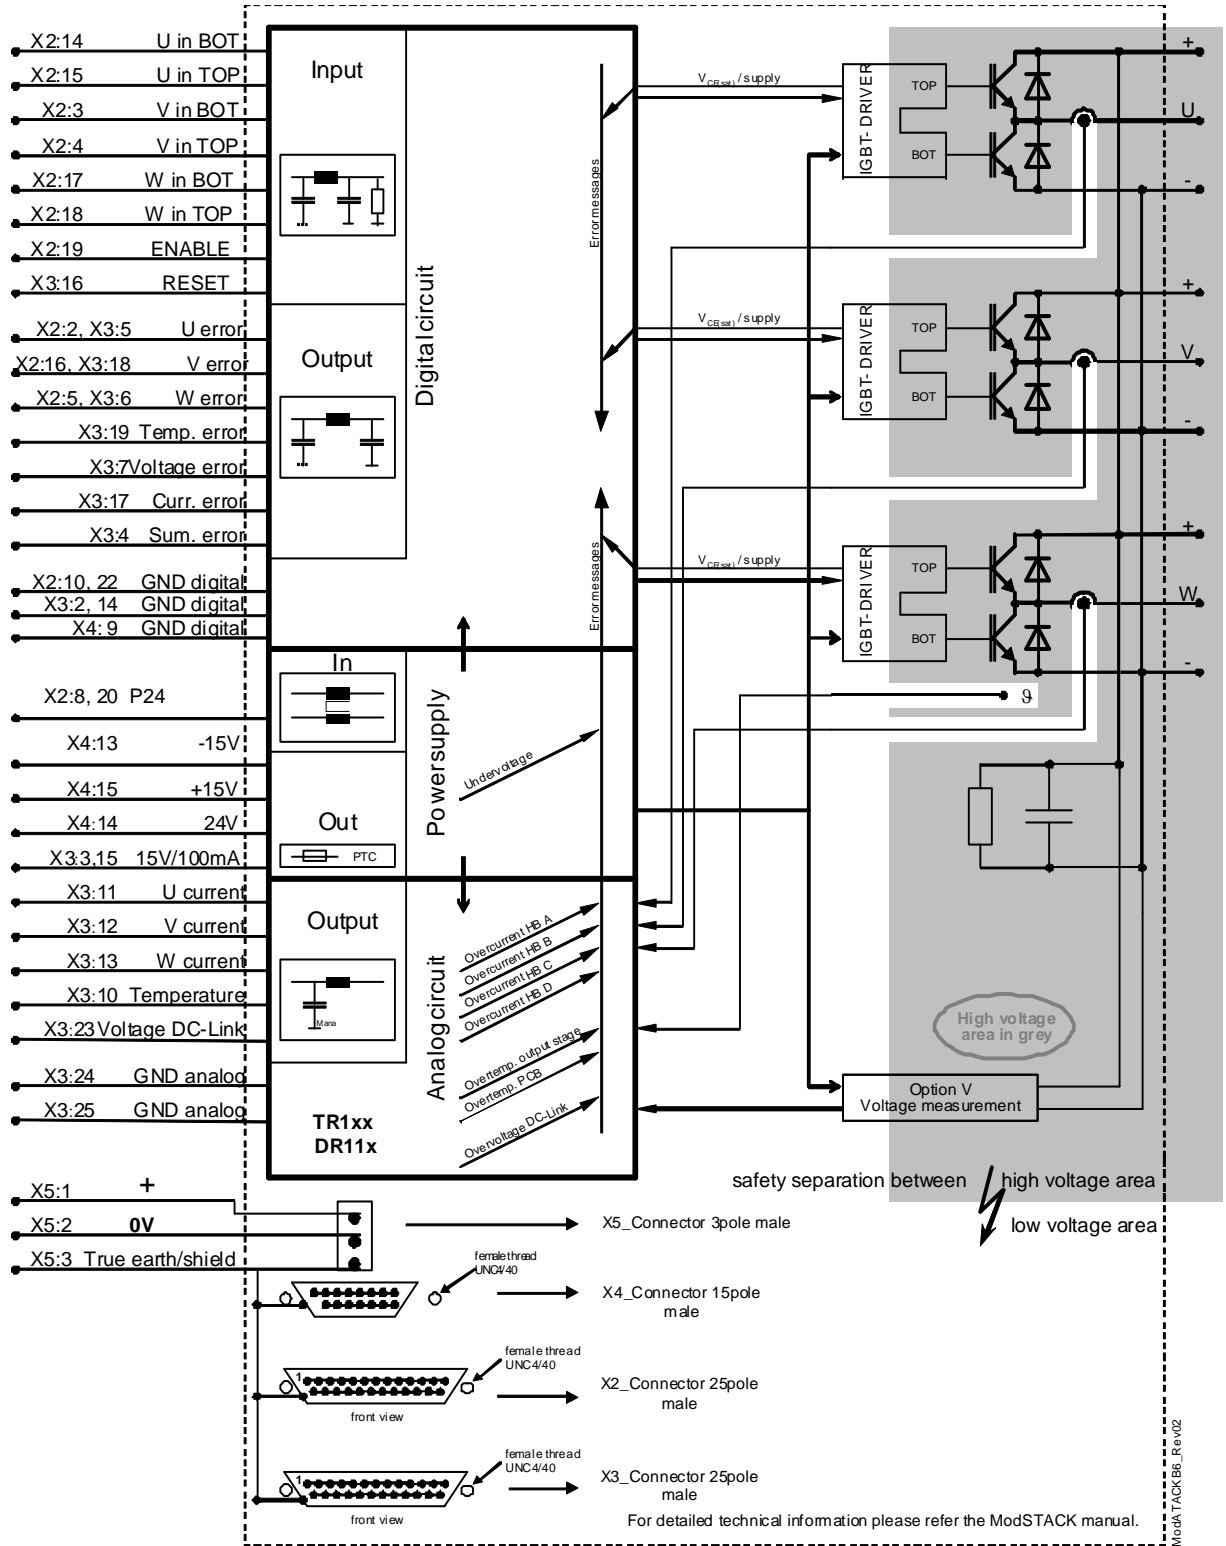 X2:14 U in BOT
X2:15 U in TOP
X2:3 V in BOT
X2:4 V in TOP
X2:17 W in BOT
X2:18 W in TOP
X2:19 ENABLE
X3:16 RESET
X2:2, X3:5 U error
X2:16, X3:18 V error
X2:5, X3:6 W error
X3:19 Temp. error
X3:7 Voltage error
X3:17 Curr. error
X3:4 Sum. error
X2:10, 22 GND digital
X3:2, 14 GND digital
X4: 9 GND digital
X2:8, 20 P24
X4:13 -15V
X4:15 +15V
X4:14 24V
X3:3,15 15V/100mA
X3:11 U current
X3:12 V current
X3:13 W current
X3:10 Temperature
X3:23 Voltage DC-Link
X3:24 GND analog
X3:25 GND analog
X5:1 +
X5:2 0V
X5:3 True earth/shield
Input
Output
Digitalcircuit
In
Out
PTC
Powersupply
Output
Mana
Analogcircuit
TR1xx
DR11x
Error messages
Error messages
Undervoltage
Overcurrent HB A
Overcurrent HB B
Overcurrent HB C
Overcurrent HB D
Overtemp. output stage
Overtemp. PCB
Overvoltage DC-Link
VCE(sat) / supply
IGBT- DRIVER
TOP
BOT
+
U
-
VCE(sat) / supply
IGBT- DRIVER
TOP
BOT
+
V
-
VCE(sat) / supply
IGBT- DRIVER
TOP
BOT
+
W
-
ϑ
High voltage
area in grey
Option V
Voltage measurement
safety separation between high voltage area
low voltage area
X5_Connector 3pole male
female thread
UNC4/40
X4_Connector 15pole
male
1
female thread
UNC4/40
front view
X2_Connector 25pole
male
1
female thread
UNC4/40
front view
X3_Connector 25pole
male
For detailed technical information please refer the ModSTACK manual.
ModATACKB6_Rev02